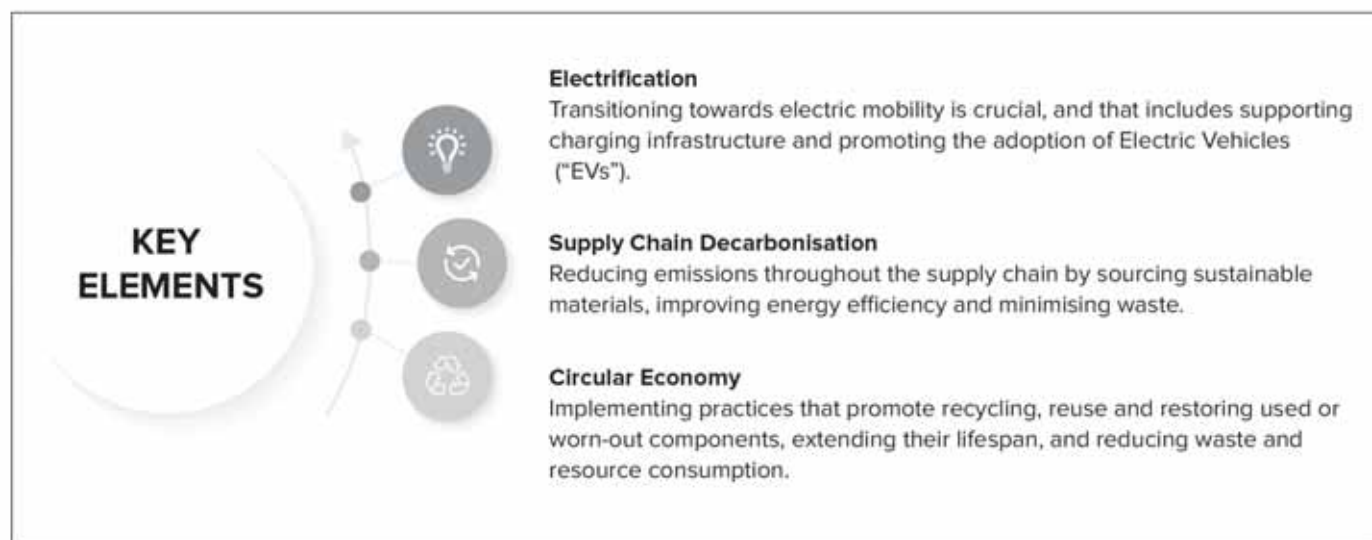 KEY
ELEMENTS
Electrification
Transitioning towards electric mobility is crucial, and that includes supporting
charging infrastructure and promoting the adoption of Electric Vehicles
(“EVs”).
Supply Chain Decarbonisation
Reducing emissions throughout the supply chain by sourcing sustainable
materials, improving energy efficiency and minimising waste.
Circular Economy
Implementing practices that promote recycling, reuse and restoring used or
worn-out components, extending their lifespan, and reducing waste and
resource consumption.